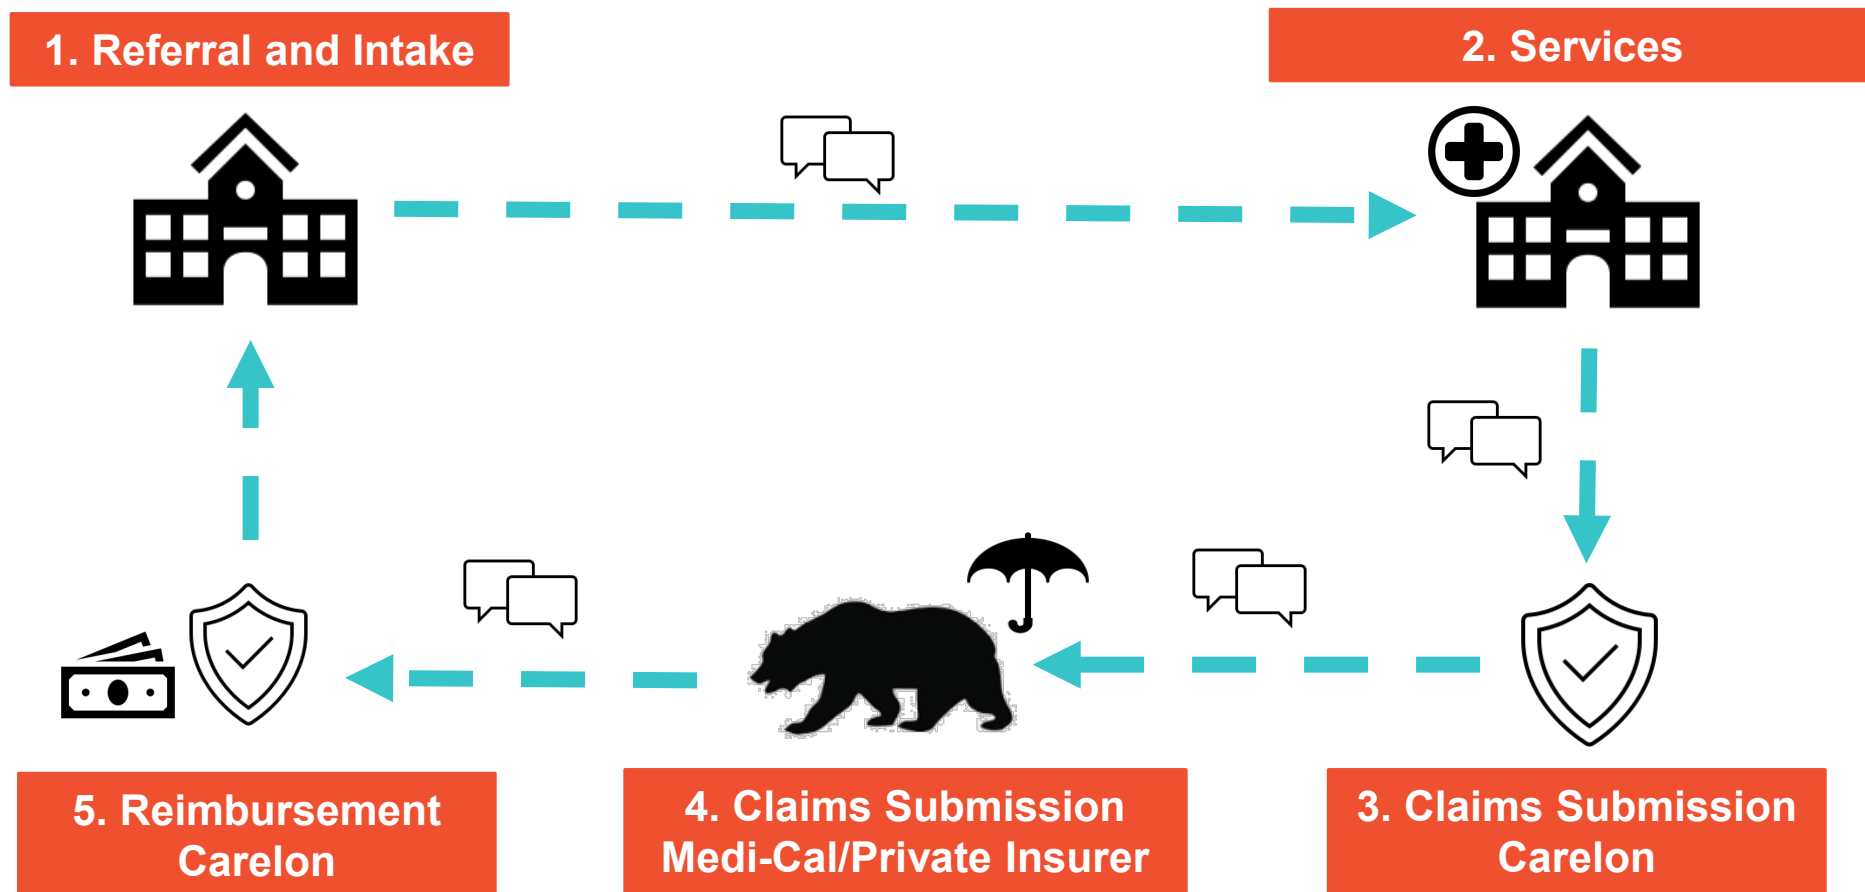 1. Referral and Intake
2. Services
5. Reimbursement
Carelon
4. Claims Submission
Medi-Cal/Private Insurer
3. Claims Submission
Carelon